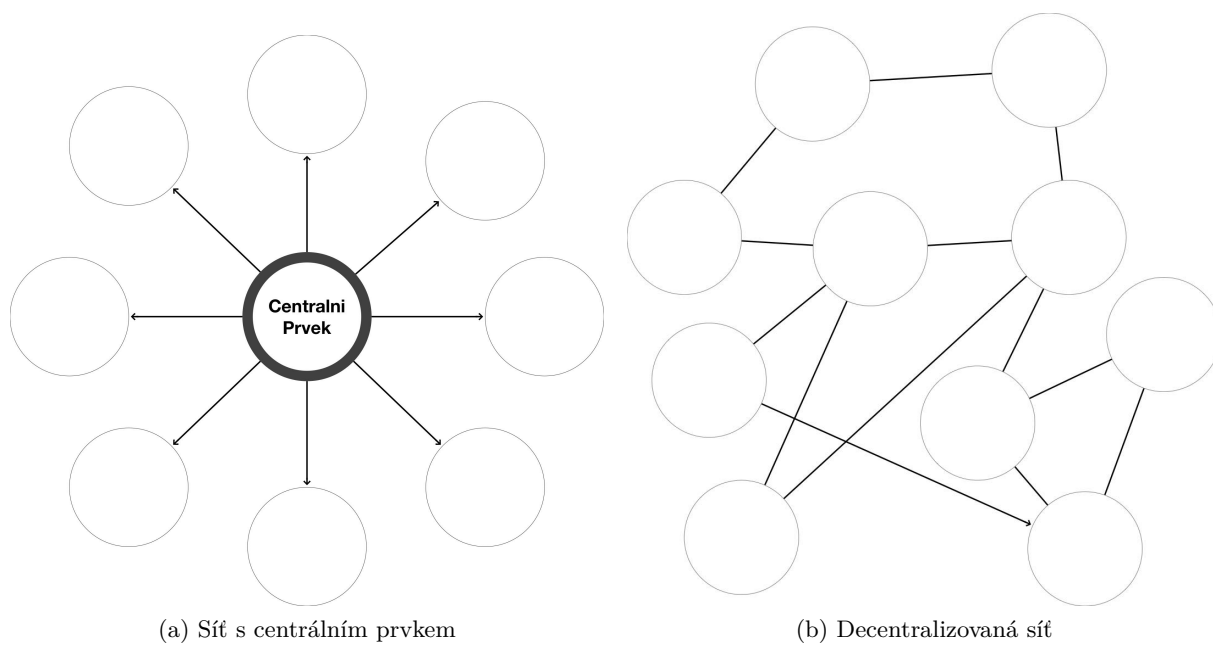 Centralni
Prvek
(a) Síť s centrálním prvkem
(b) Decentralizovaná síť